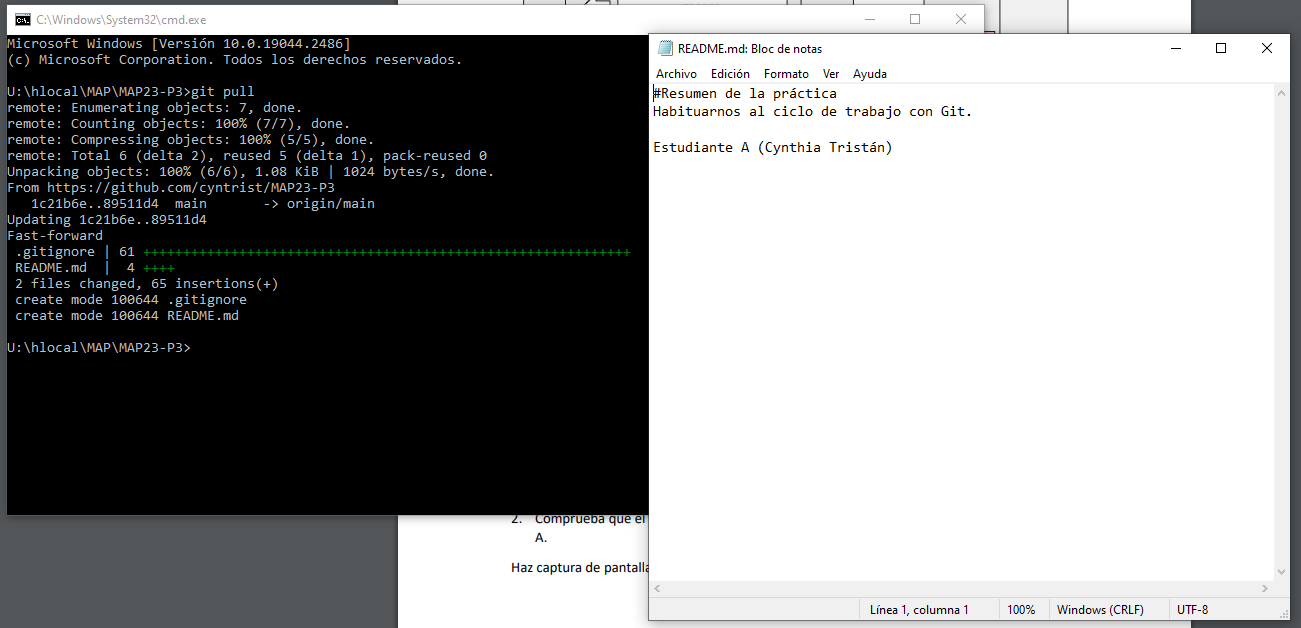 C:\Windows\System32\cmd.exe
Microsoft Windows [Versión 10.0.19044.2486]
(c) Microsoft Corporation. Todos los derechos reservados.
U:\hlocal\MAP\MAP23-P3>git pull
remote: Enumerating objects: 7, done.
remote: Counting objects: 100% (7/7), done.
remote: Compressing objects: 100% (5/5), done.
remote: Total 6 (delta 2), reused 5 (delta 1), pack-reused 0
Unpacking objects: 100% (6/6), 1.08 KiB | 1024 bytes/s, done.
From https://github.com/cyntrist/MAP23-P3
   1c21b6e..89511d4  main       -> origin/main
Updating 1c21b6e..89511d4
Fast-forward
 .gitignore | 61 +++++++++++++++++++++++++++++++++++++++++++++++++++++++++++++
 README.md  |  4 ++++
 2 files changed, 65 insertions(+)
 create mode 100644 .gitignore
 create mode 100644 README.md
U:\hlocal\MAP\MAP23-P3>
README.md: Bloc de notas
Archivo Edición Formato Ver Ayuda
#Resumen de la práctica
Habituarnos al ciclo de trabajo con Git.
Estudiante A (Cynthia Tristán)
Línea 1, columna 1 100% Windows (CRLF) UTF-8
2. Comprueba que el
A.
Haz captura de pantalla